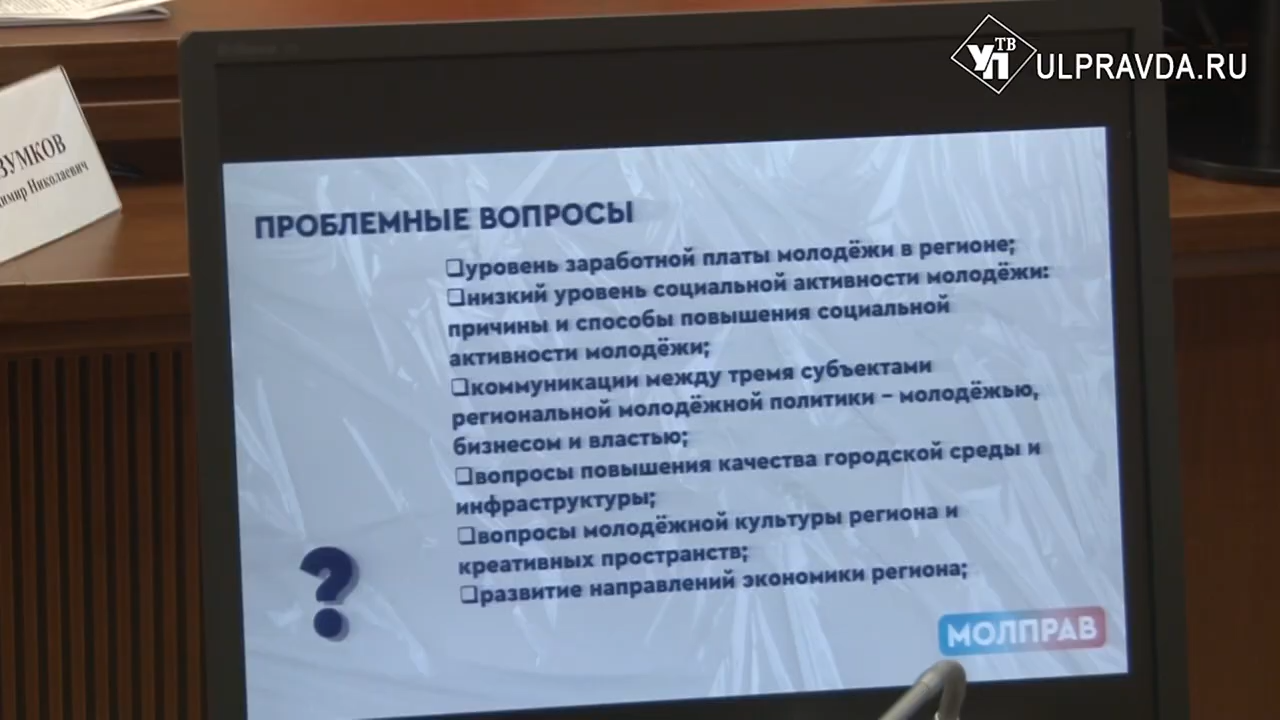 ТВ
УП
ULPRAVDA.RU
Николаевич
ПРОБЛЕМНЫЕ ВОПРОСЫ
❑уровень заработной платы молодёжи в регионе;
❑низкий уровень социальной активности молодёжи:
причины и способы повышения социальной
активности молодёжи;
❑коммуникации между тремя субъектами
региональной молодёжной политики – молодёжью,
бизнесом и властью;
❑вопросы повышения качества городской среды и
инфраструктуры;
❑вопросы молодёжной культуры региона и
креативных пространств;
❑развитие направлений экономики региона;
?
МОЛПРАВ